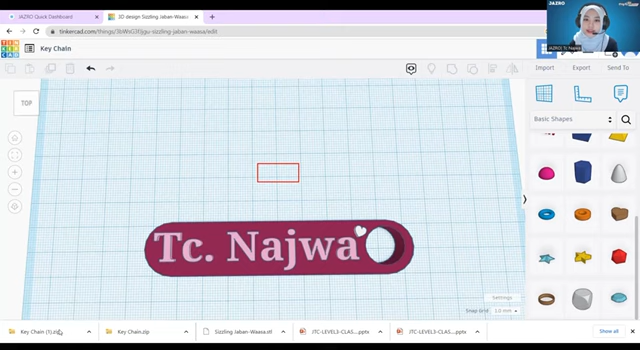 JAZRO Quick Dashboard
3D design Sizzling Jaban-Waasa
tinkercad.com/things/3bWsG3Fjjgu-sizzling-jaban-waasa/edit
JAZRO
JAZRO| Tc Najwa
TIN
KER
CAD
Key Chain
Import
Export
Send To
TOP
Basic Shapes
Tc. Najwa
Settings
Snap Grid
1.0 mm
Key Chain (1).zip
Key Chain.zip
Sizzling Jaban-Waasa.stl
JTC-LEVEL3-CLAS....pptx
JTC-LEVEL3-CLAS....pptx
Show all